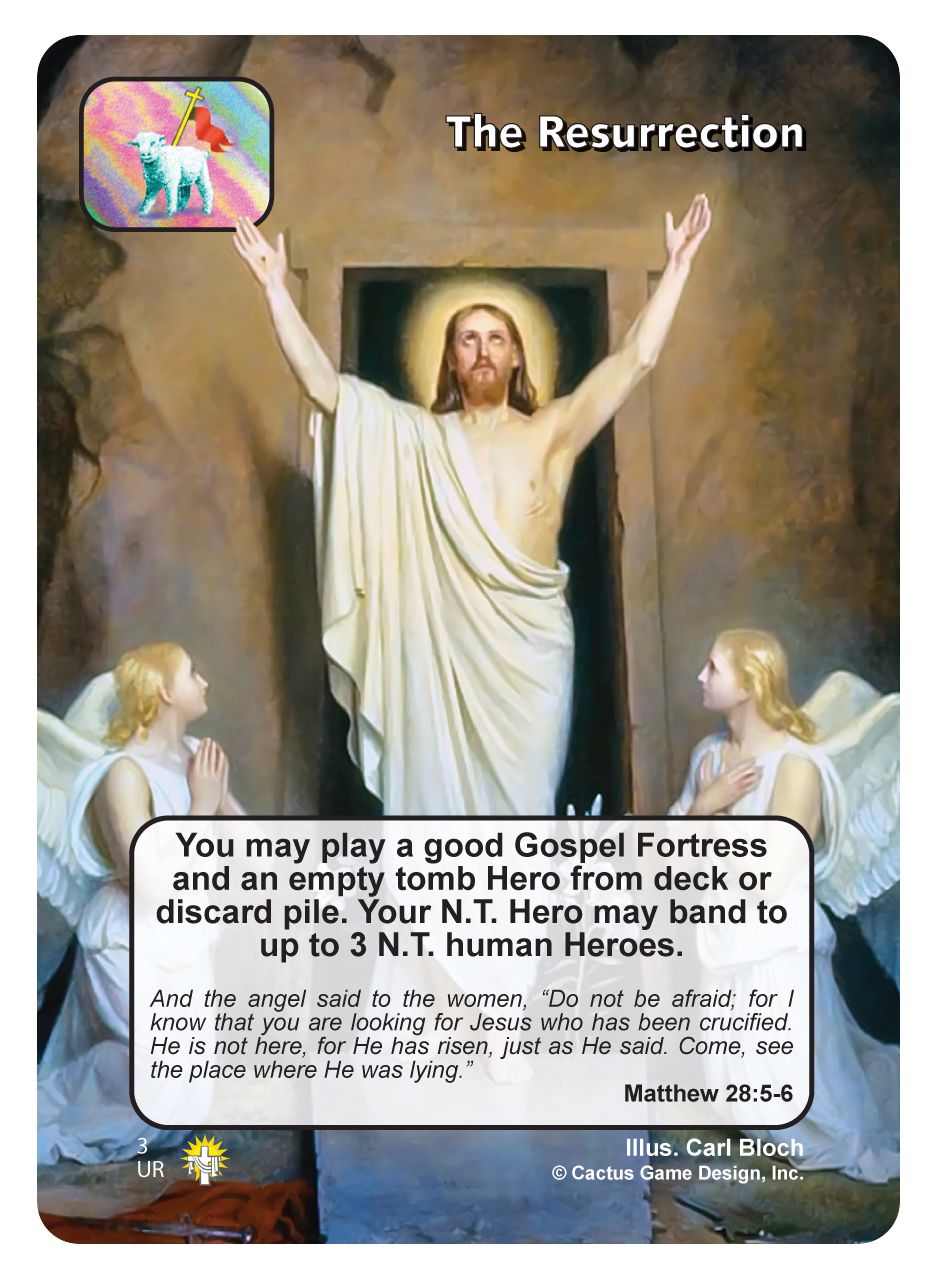 The Resurrection
You may play a good Gospel Fortress
and an empty tomb Hero from deck or
discard pile. Your N.T. Hero may band to
up to 3 N.T. human Heroes.
And the angel said to the women, “Do not be afraid; for I
know that you are looking for Jesus who has been crucified.
He is not here, for He has risen, just as He said. Come, see
the place where He was lying.”
Matthew 28:5-6
3
UR
Illus. Carl Bloch
© Cactus Game Design, Inc.